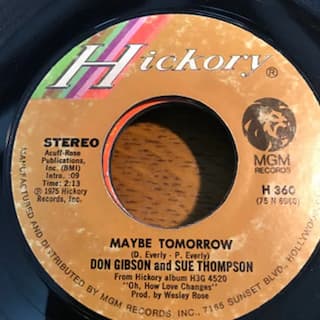 Hickory
®
STEREO
Acuff-Rose
Publications,
Inc. (BMI)
Intro. :09
Time: 2:13
℗ 1975 Hickory
Records, Inc.
MGM
RECORDS
H 360
MAYBE TOMORROW
(D. Everly - P. Everly)
DON GIBSON and SUE THOMPSON
From Hickory album H3G 4520
"Oh, How Love Changes"
Prod. by Wesley Rose
MANUFACTURED AND DISTRIBUTED BY MGM RECORDS INC., 7165 SUNSET BLVD. HOLLYWOOD